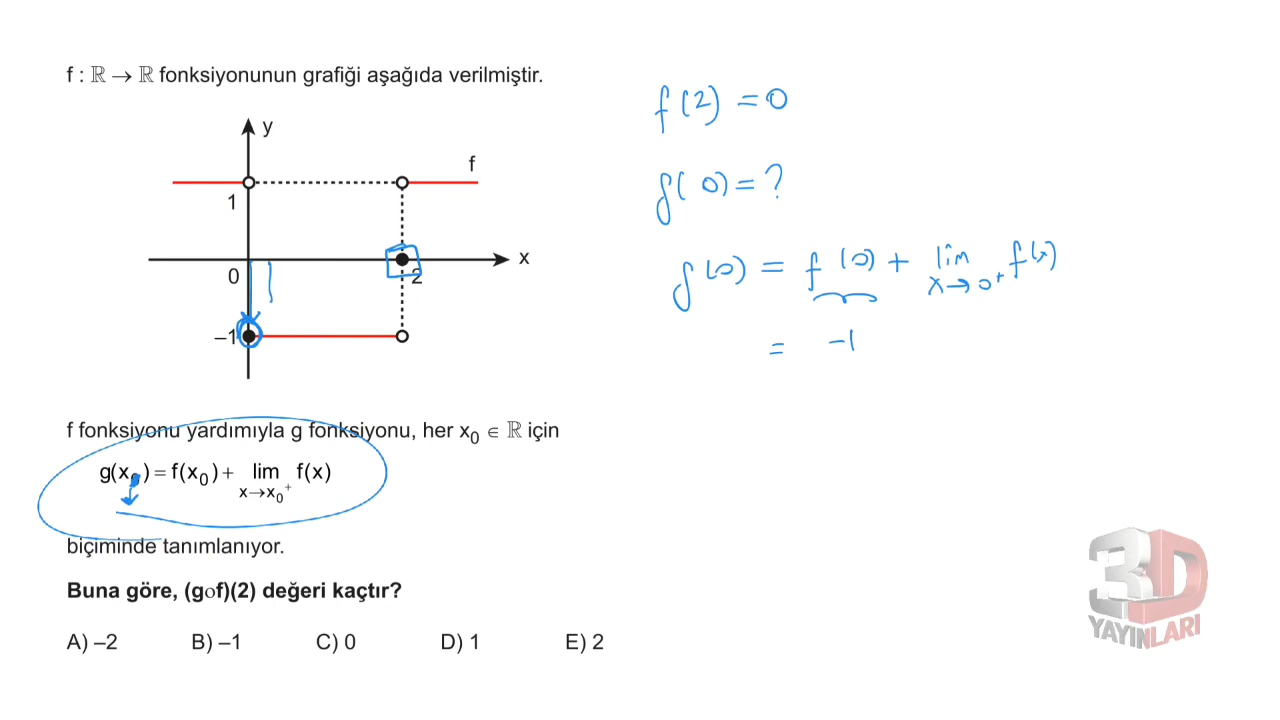 f : ℝ → ℝ fonksiyonunun grafiği aşağıda verilmiştir.
y
f
1
x
0
2
–1
f fonksiyonu yardımıyla g fonksiyonu, her x₀ ∈ ℝ için
g(x₀) = f(x₀) + lim f(x)
x→x₀⁺
biçiminde tanımlanıyor.
Buna göre, (gof)(2) değeri kaçtır?
A) –2 B) –1 C) 0 D) 1 E) 2
f(2) = 0
g(0) = ?
g(0) = f(0) + lim f(x)
x→0⁺
= -1
3D
YAYINLARI